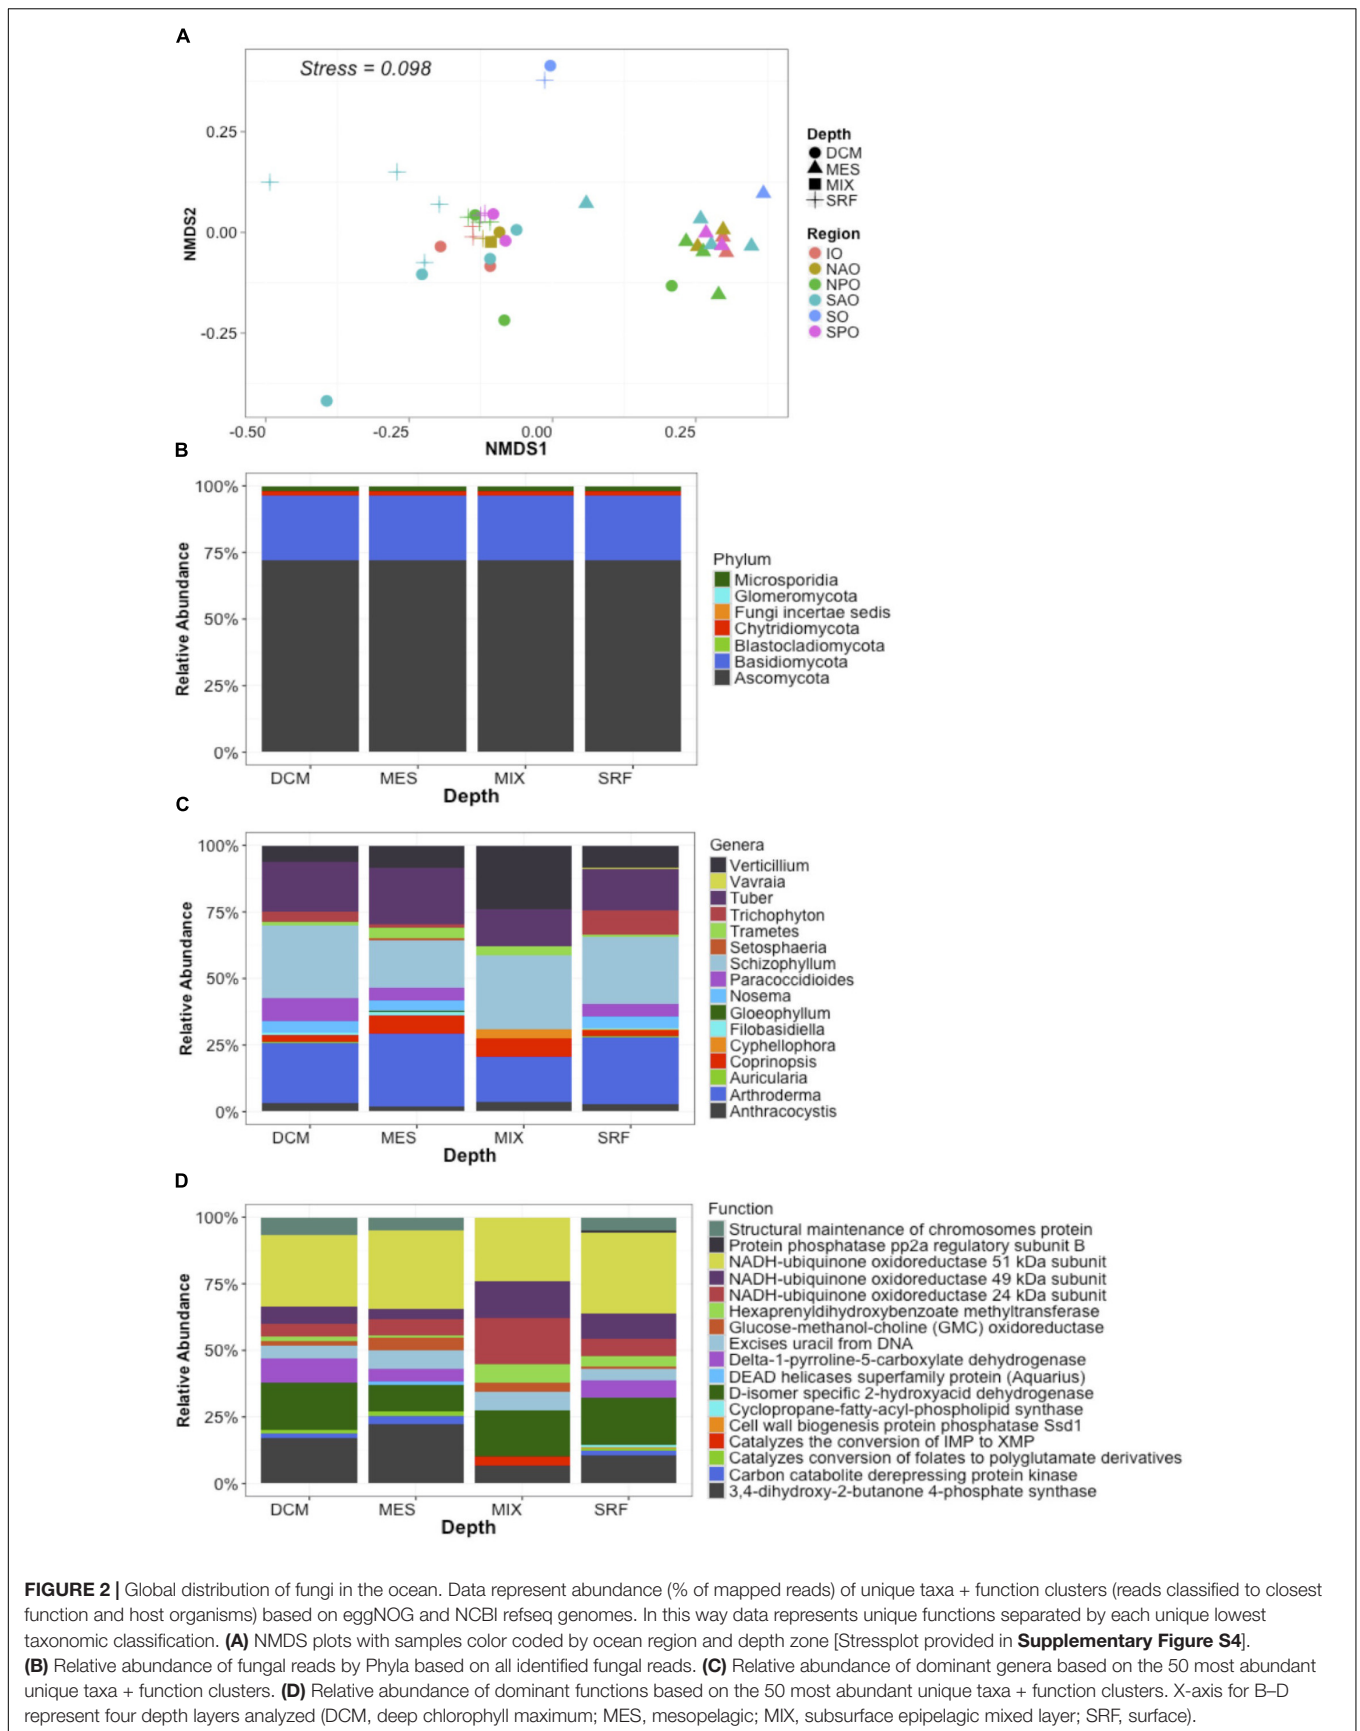 A
Stress = 0.098
0.25
0.00
-0.25
NMDS2
-0.50
-0.25
0.00
0.25
NMDS1
Depth
DCM
MES
MIX
SRF
Region
IO
NAO
NPO
SAO
SO
SPO
B
100%
75%
50%
25%
0%
Relative Abundance
DCM
MES
MIX
SRF
Depth
Phylum
Microsporidia
Glomeromycota
Fungi incertae sedis
Chytridiomycota
Blastocladiomycota
Basidiomycota
Ascomycota
C
100%
75%
50%
25%
0%
Relative Abundance
DCM
MES
MIX
SRF
Depth
Genera
Verticillium
Vavraia
Tuber
Trichophyton
Trametes
Setosphaeria
Schizophyllum
Paracoccidioides
Nosema
Gloeophyllum
Filobasidiella
Cyphellophora
Coprinopsis
Auricularia
Arthroderma
Anthracocystis
D
100%
75%
50%
25%
0%
Relative Abundance
DCM
MES
MIX
SRF
Depth
Function
Structural maintenance of chromosomes protein
Protein phosphatase pp2a regulatory subunit B
NADH-ubiquinone oxidoreductase 51 kDa subunit
NADH-ubiquinone oxidoreductase 49 kDa subunit
NADH-ubiquinone oxidoreductase 24 kDa subunit
Hexaprenyldihydroxybenzoate methyltransferase
Glucose-methanol-choline (GMC) oxidoreductase
Excises uracil from DNA
Delta-1-pyrroline-5-carboxylate dehydrogenase
DEAD helicases superfamily protein (Aquarius)
D-isomer specific 2-hydroxyacid dehydrogenase
Cyclopropane-fatty-acyl-phospholipid synthase
Cell wall biogenesis protein phosphatase Ssd1
Catalyzes the conversion of IMP to XMP
Catalyzes conversion of folates to polyglutamate derivatives
Carbon catabolite derepressing protein kinase
3,4-dihydroxy-2-butanone 4-phosphate synthase
FIGURE 2 | Global distribution of fungi in the ocean. Data represent abundance (% of mapped reads) of unique taxa + function clusters (reads classified to closest
function and host organisms) based on eggNOG and NCBI refseq genomes. In this way data represents unique functions separated by each unique lowest
taxonomic classification. (A) NMDS plots with samples color coded by ocean region and depth zone [Stressplot provided in Supplementary Figure S4].
(B) Relative abundance of fungal reads by Phyla based on all identified fungal reads. (C) Relative abundance of dominant genera based on the 50 most abundant
unique taxa + function clusters. (D) Relative abundance of dominant functions based on the 50 most abundant unique taxa + function clusters. X-axis for B–D
represent four depth layers analyzed (DCM, deep chlorophyll maximum; MES, mesopelagic; MIX, subsurface epipelagic mixed layer; SRF, surface).